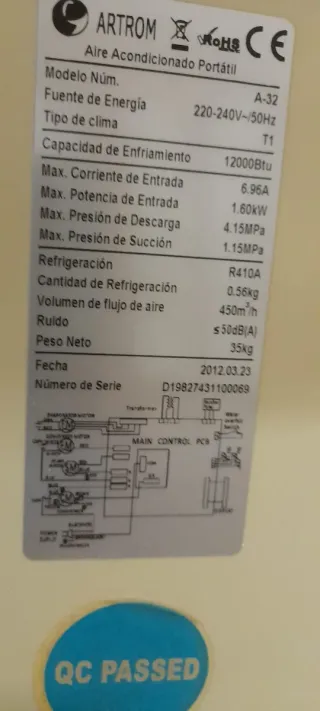 ARTROM RoHS CE
Aire Acondicionado Portátil
Modelo Núm. A-32
Fuente de Energía 220-240V~/50Hz
Tipo de clima T1
Capacidad de Enfriamiento 12000Btu
Max. Corriente de Entrada 6.96A
Max. Potencia de Entrada 1.60kW
Max. Presión de Descarga 4.15MPa
Max. Presión de Succión 1.15MPa
Refrigeración R410A
Cantidad de Refrigeración 0.56kg
Volumen de flujo de aire 450m³/h
Ruido ≤50dB(A)
Peso Neto 35kg
Fecha 2012.03.23
Número de Serie D19827431100069
MAIN CONTROL PCB
QC PASSED